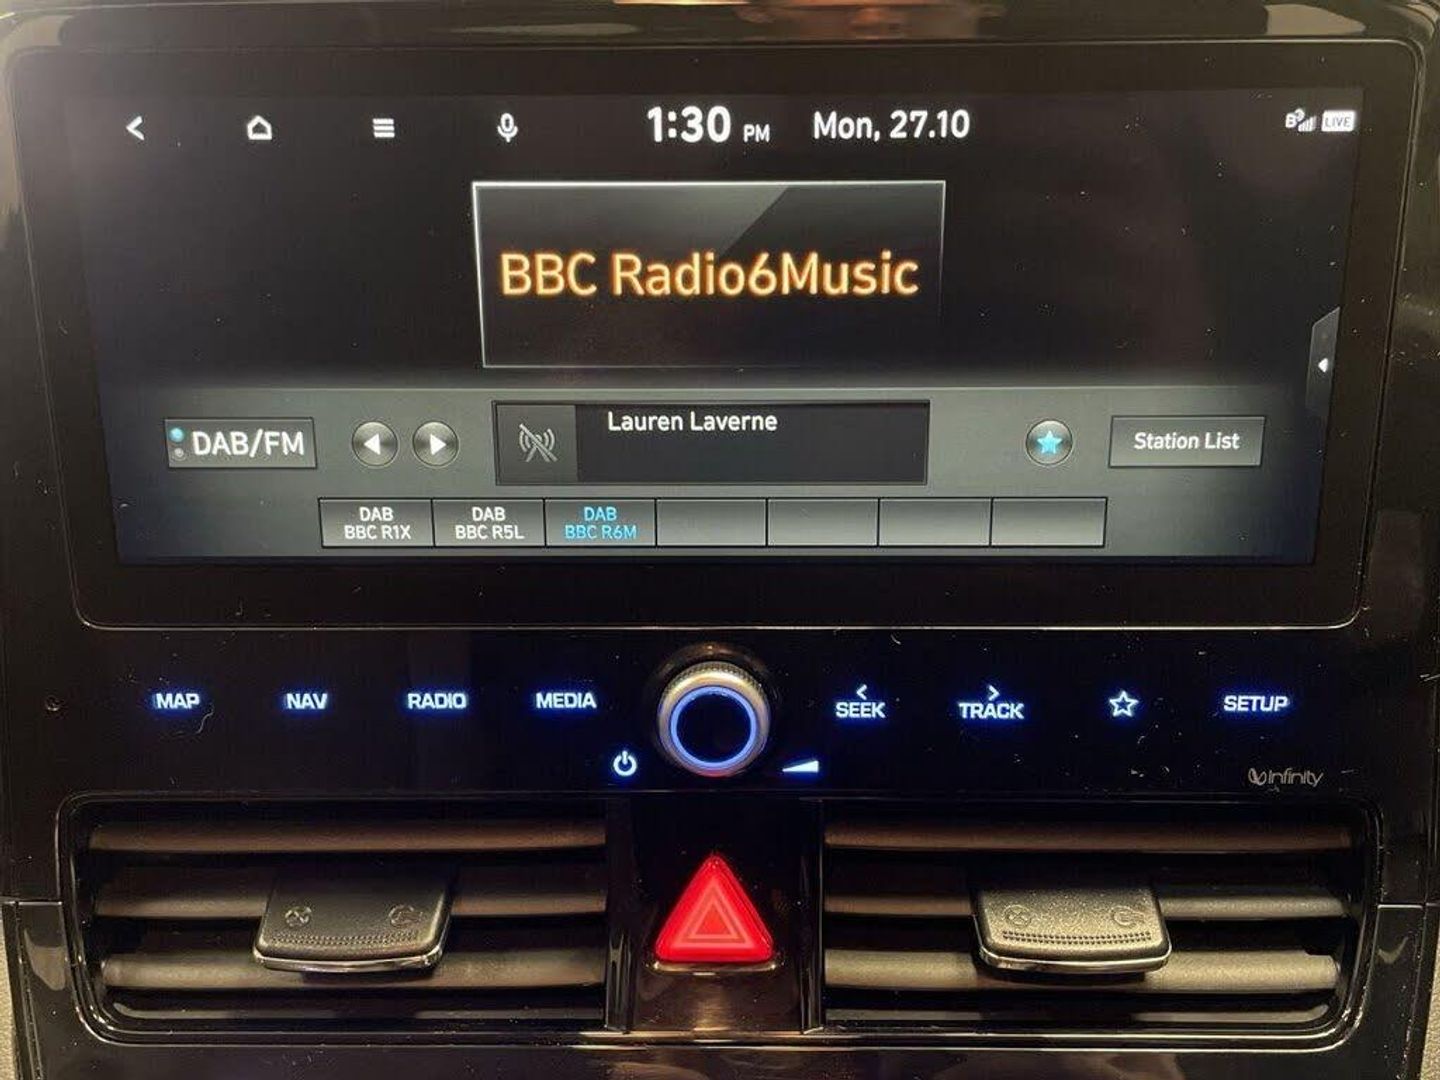 1:30 PM Mon, 27.10
LIVE
BBC Radio6Music
DAB/FM
Lauren Laverne
Station List
DAB
BBC R1X
DAB
BBC R5L
DAB
BBC R6M
MAP
NAV
RADIO
MEDIA
SEEK
TRACK
SETUP
Infinity